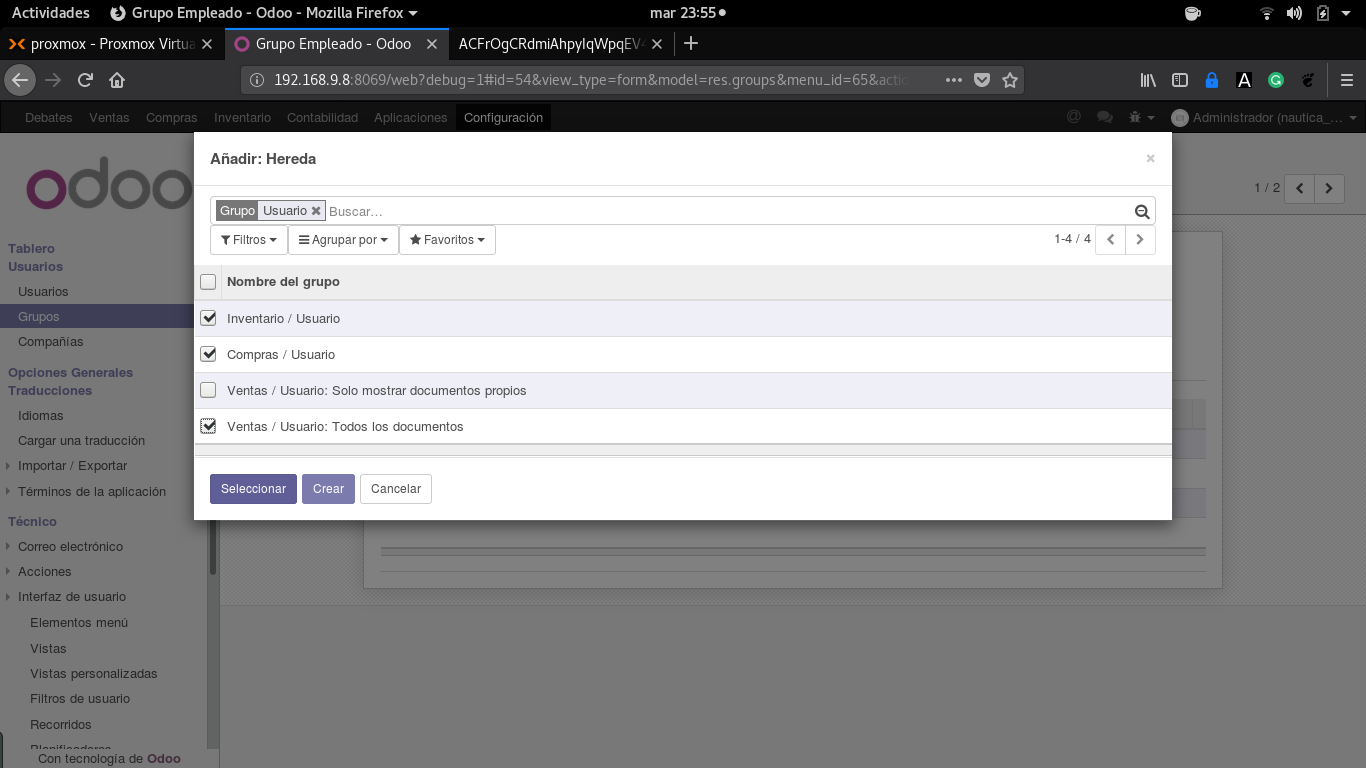 Actividades Grupo Empleado - Odoo - Mozilla Firefox mar 23:55
proxmox - Proxmox Virtua Grupo Empleado - Odoo ACFrOgCRdmiAhpyIqWpqEV
192.168.9.8:8069/web?debug=1#id=54&view_type=form&model=res.groups&menu_id=65&actio
Debates Ventas Compras Inventario Contabilidad Aplicaciones Configuración @ Administrador (nautica_...
Añadir: Hereda ×
odoo
Grupo Usuario Buscar...
1 / 2
Filtros Agrupar por Favoritos 1-4 / 4
Tablero
Usuarios
Usuarios
Grupos
Compañías
Opciones Generales
Traducciones
Idiomas
Cargar una traducción
Importar / Exportar
Términos de la aplicación
Técnico
Correo electrónico
Acciones
Interfaz de usuario
Elementos menú
Vistas
Vistas personalizadas
Filtros de usuario
Recorridos
Planificadores
Con tecnología de Odoo
Nombre del grupo
Inventario / Usuario
Compras / Usuario
Ventas / Usuario: Solo mostrar documentos propios
Ventas / Usuario: Todos los documentos
Seleccionar Crear Cancelar